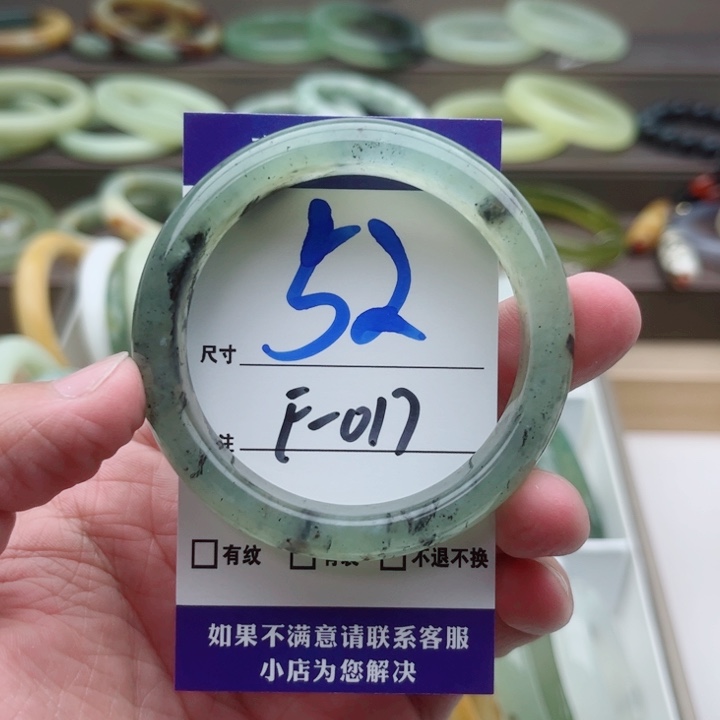 52
尺寸
F-017
注
有纹
不退不换
如果不满意请联系客服
小店为您解决